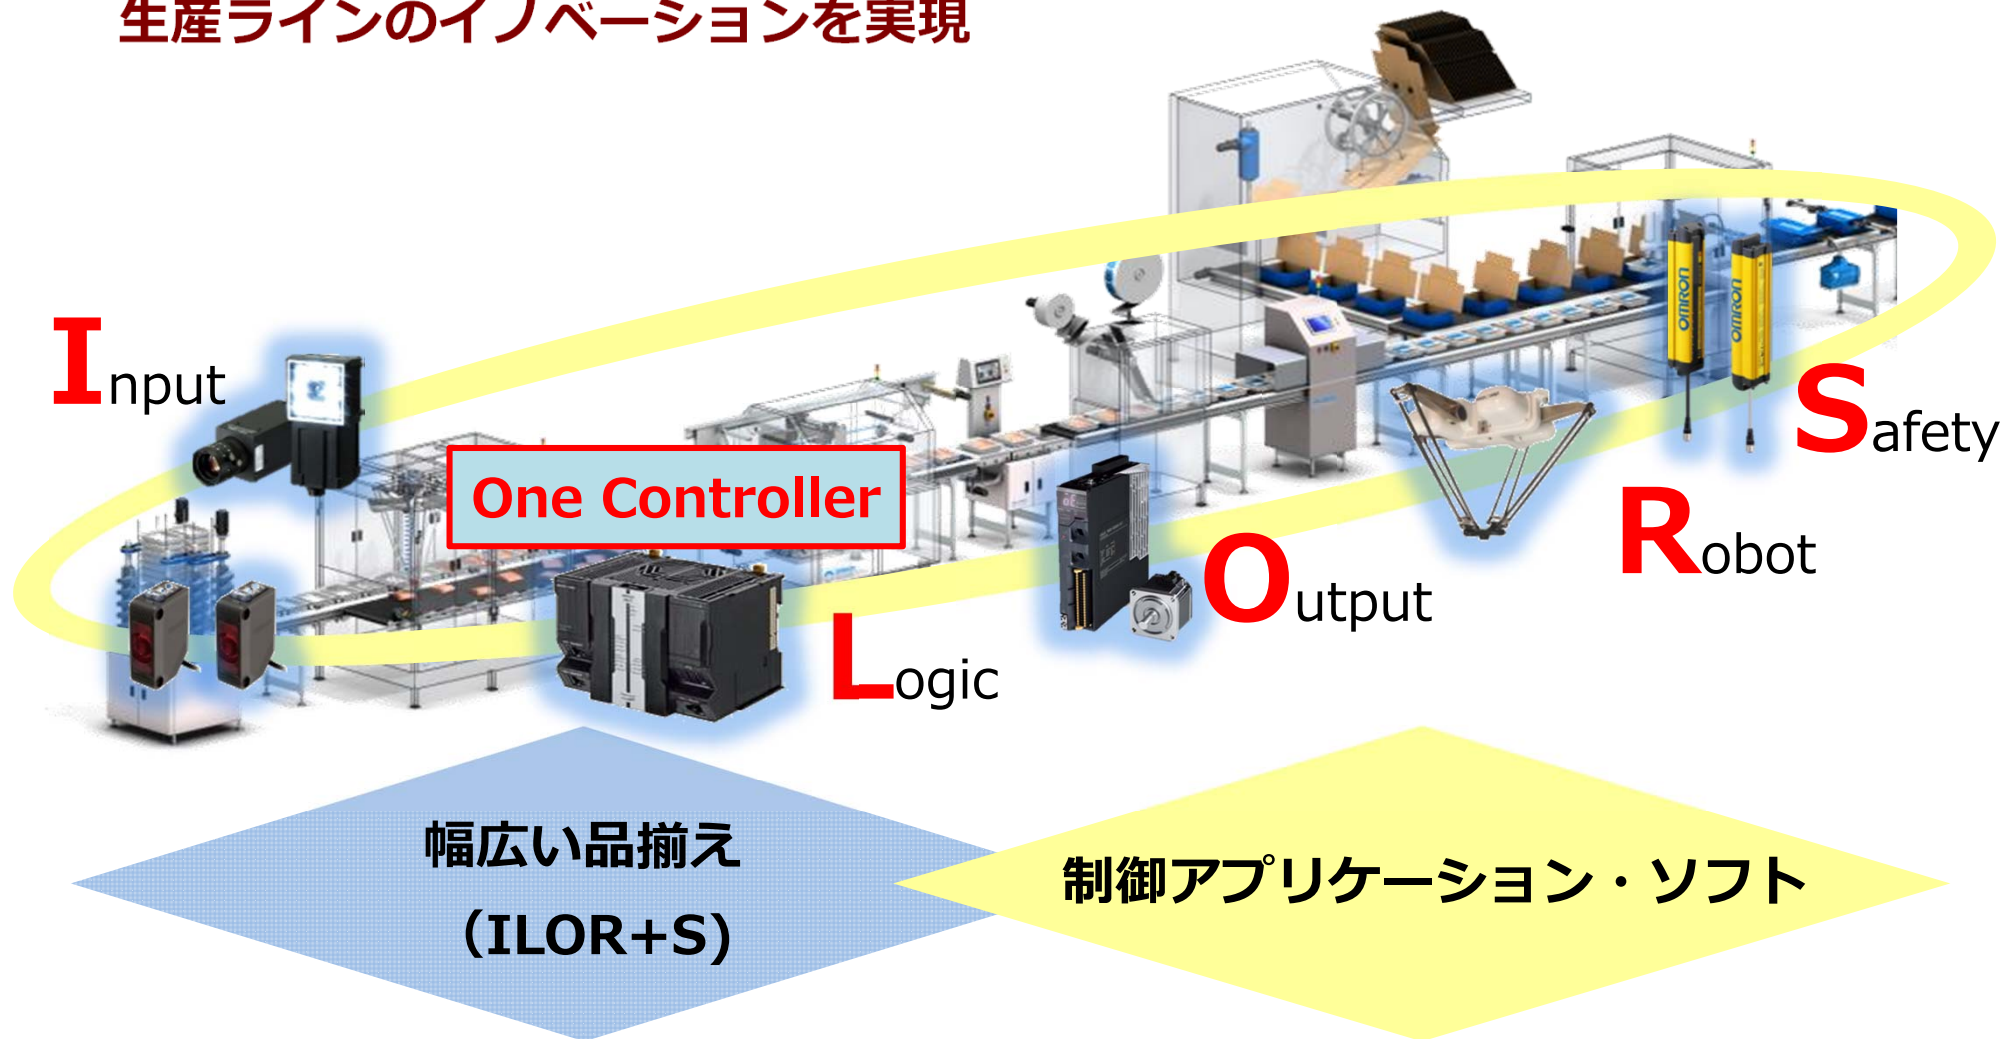 生産ラインのイノベーションを実現
Input
One Controller
Logic
Output
Robot
Safety
OMRON
OMRON
幅広い品揃え
（ILOR+S)
制御アプリケーション・ソフト